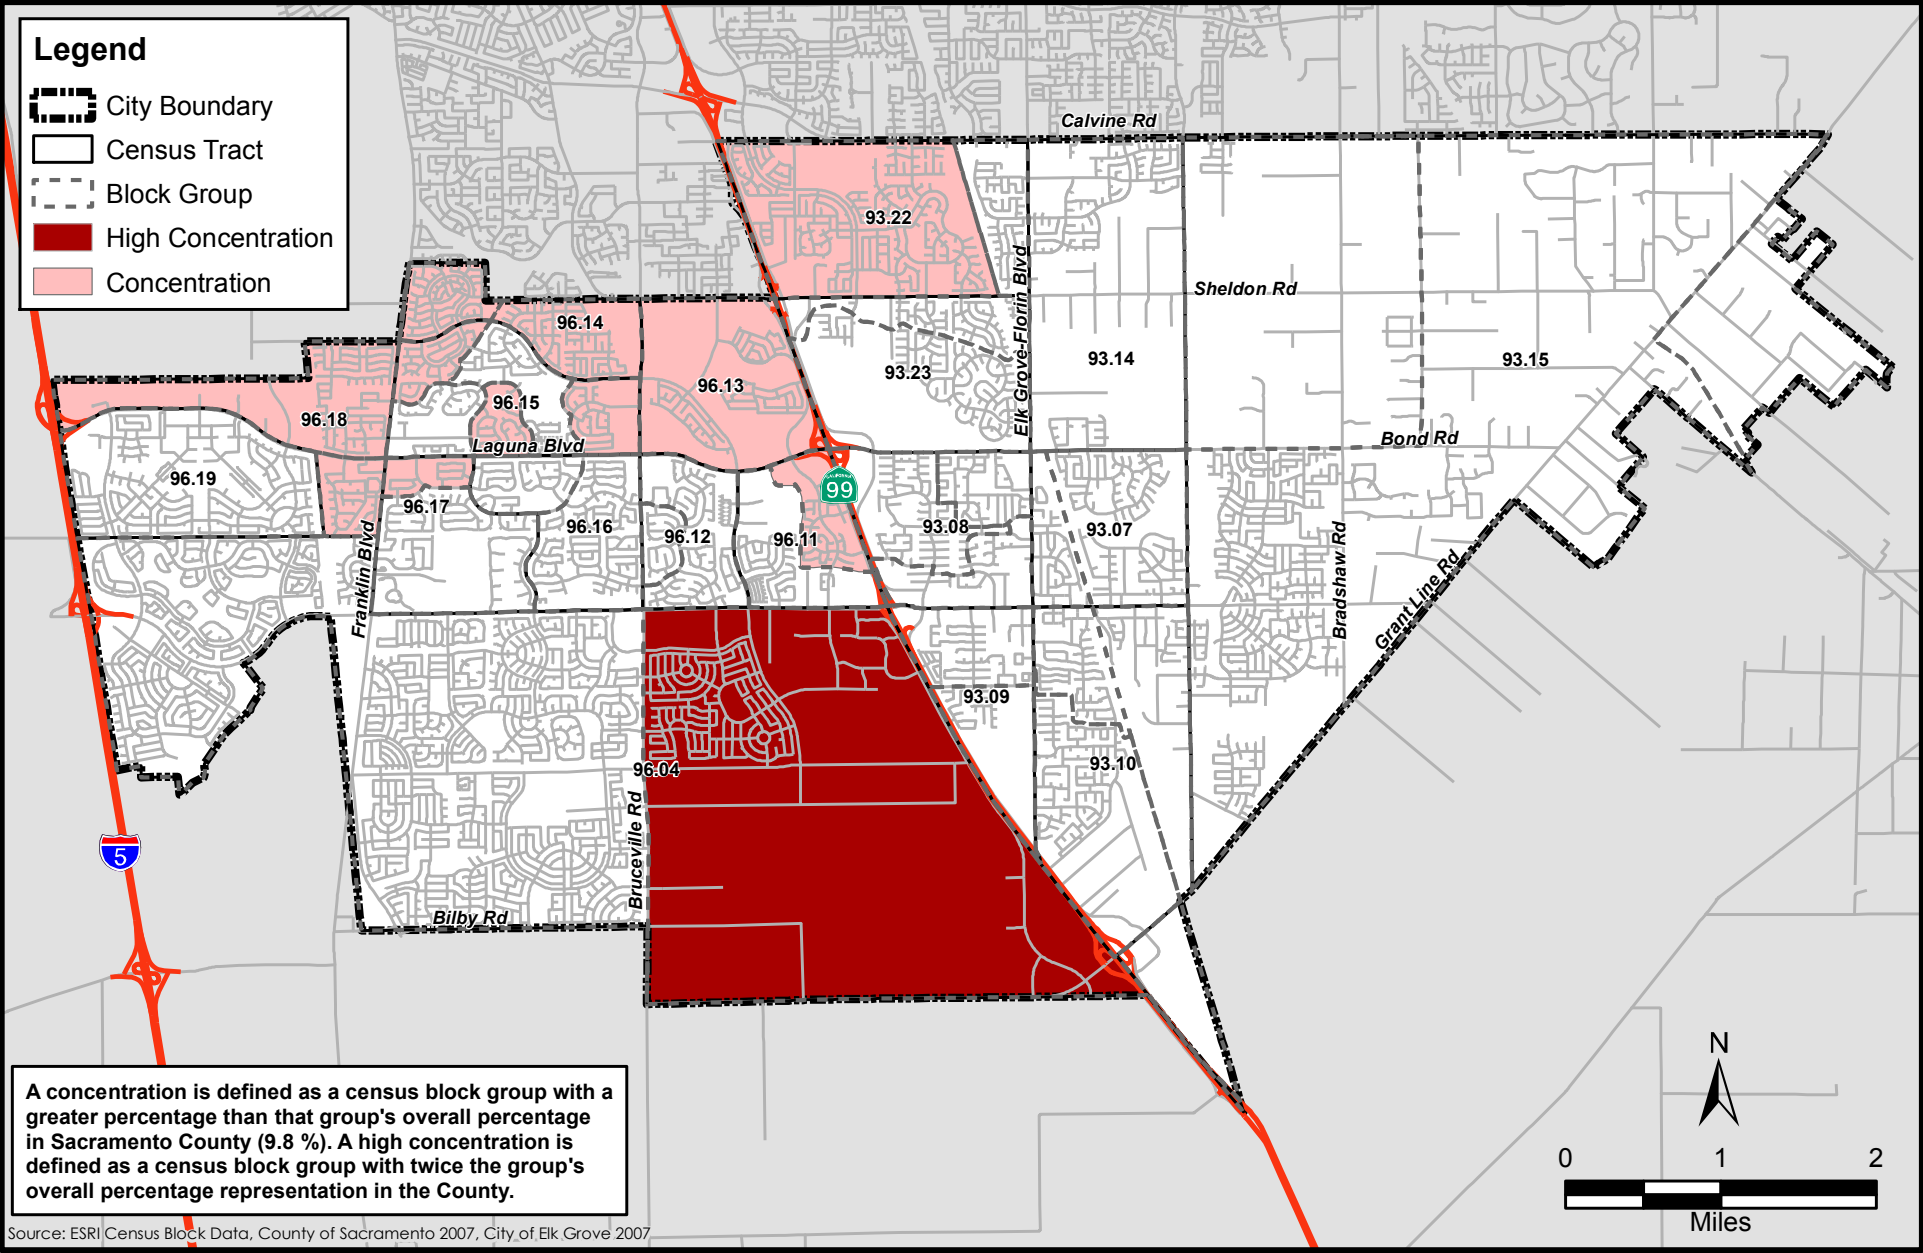 Legend
City Boundary
Census Tract
Block Group
High Concentration
Concentration
Calvine Rd
93.22
Elk Grove-Florin Blvd
Sheldon Rd
96.14
93.14
93.15
93.23
96.13
96.15
96.18
Laguna Blvd
Bond Rd
96.19
CALIFORNIA
99
96.17
96.16
96.12
96.11
93.08
93.07
Franklin Blvd
Bradshaw Rd
Grant Line Rd
93.09
93.10
96.04
Bruceville Rd
5
Bilby Rd
N
A concentration is defined as a census block group with a
greater percentage than that group's overall percentage
in Sacramento County (9.8 %). A high concentration is
defined as a census block group with twice the group's
overall percentage representation in the County.
0 1 2
Miles
Source: ESRI Census Block Data, County of Sacramento 2007, City of Elk Grove 2007